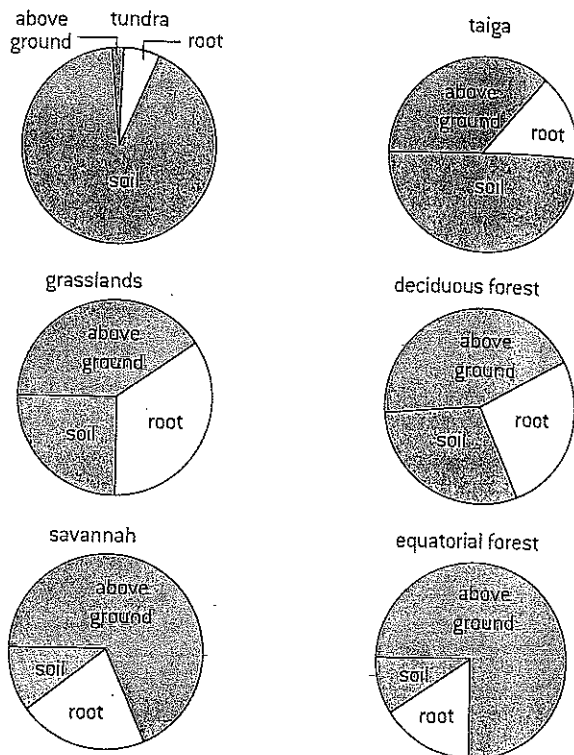 above tundra
ground root
soil
taiga
above
ground
root
soil
grasslands
above
ground
soil
root
deciduous forest
above
ground
soil
root
savannah
above
ground
soil
root
equatorial forest
above
ground
soil
root